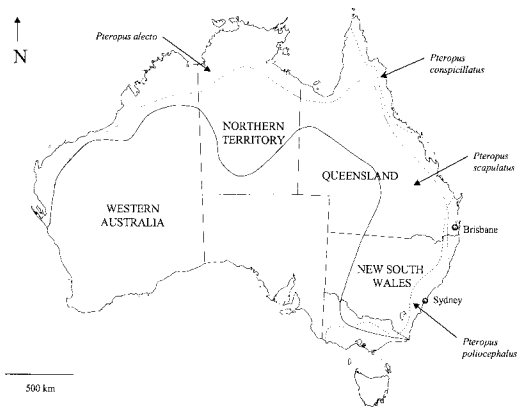 Pteropus alecto
N
Pteropus
conspicillatus
NORTHERN
TERRITORY
Pteropus
scapulatus
QUEENSLAND
WESTERN
AUSTRALIA
Brisbane
NEW SOUTH
WALES
Sydney
Pteropus
poliocephalus
500 km